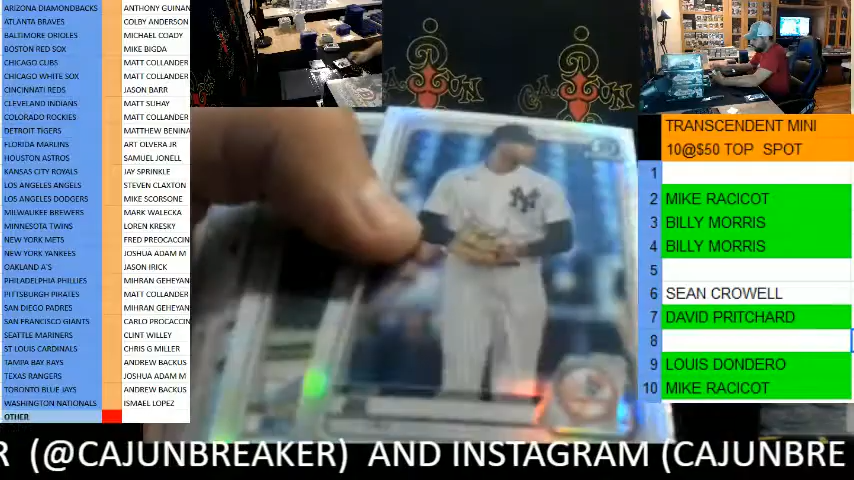 ARIZONA DIAMONDBACKS ANTHONY GUINAN
ATLANTA BRAVES COLBY ANDERSON
BALTIMORE ORIOLES MICHAEL COADY
BOSTON RED SOX MIKE BIGDA
CHICAGO CUBS MATT COLLANDER
CHICAGO WHITE SOX MATT COLLANDER
CINCINATI REDS JASON BARR
CLEVELAND INDIANS MATT SUHAY
COLORADO ROCKIES MATT COLLANDER
DETROIT TIGERS MATTHEW BENINA
FLORIDA MARLINS ART OLVERA JR
HOUSTON ASTROS SAMUEL JONELL
KANSAS CITY ROYALS JAY SPRINKLE
LOS ANGELES ANGELS STEVEN CLAXTON
LOS ANGELES DODGERS MIKE SCORSONE
MILWAUKEE BREWERS MARK WALECKA
MINNESOTA TWINS LOREN KRESKY
NEW YORK METS FRED PREOCACCIN
NEW YORK YANKEES JOSHUA ADAM M
OAKLAND A'S JASON IRICK
PHILADELPHIA PHILLIES MIHRAN GEHEYAN
PITTSBURGH PIRATES MATT COLLANDER
SAN DIEGO PADRES MIHRAN GEHEYAN
SAN FRANCISCO GIANTS CARLO PROCACCIN
SEATTLE MARINERS CLINT WILLEY
ST LOUIS CARDINALS CHRIS G MILLER
TAMPA BAY RAYS ANDREW BACKUS
TEXAS RANGERS JOSHUA ADAM M
TORONTO BLUE JAYS ANDREW BACKUS
WASHINGTON NATIONALS ISMAEL LOPEZ
OTHER
TRANSCENDENT MINI
10@$50 TOP SPOT
1
2 MIKE RACICOT
3 BILLY MORRIS
4 BILLY MORRIS
5
6 SEAN CROWELL
7 DAVID PRITCHARD
8
9 LOUIS DONDERO
10 MIKE RACICOT
R (@CAJUNBREAKER) AND INSTAGRAM (CAJUNBRE